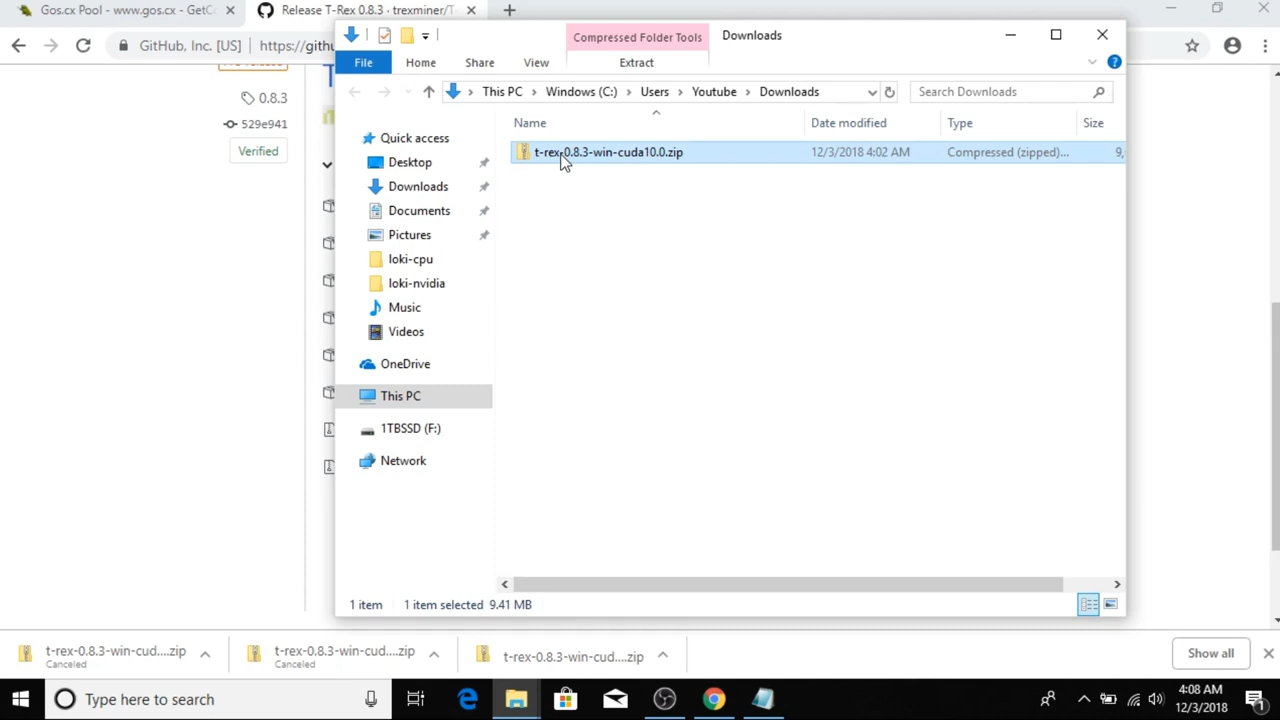 Gos.cx Pool - www.gos.cx - GetC
Release T-Rex 0.8.3 · trexminer/T-
GitHub, Inc. [US]
https://githu
0.8.3
529e941
Verified
Compressed Folder Tools
Downloads
File
Home
Share
View
Extract
This PC
Windows (C:)
Users
Youtube
Downloads
Search Downloads
Name
Date modified
Type
Size
t-rex-0.8.3-win-cuda10.0.zip
12/3/2018 4:02 AM
Compressed (zipped)...
9,
Quick access
Desktop
Downloads
Documents
Pictures
loki-cpu
loki-nvidia
Music
Videos
OneDrive
This PC
1TBSSD (F:)
Network
1 item
1 item selected 9.41 MB
t-rex-0.8.3-win-cud....zip
Canceled
t-rex-0.8.3-win-cud....zip
Canceled
t-rex-0.8.3-win-cud....zip
Show all
Type here to search
4:08 AM
12/3/2018
1